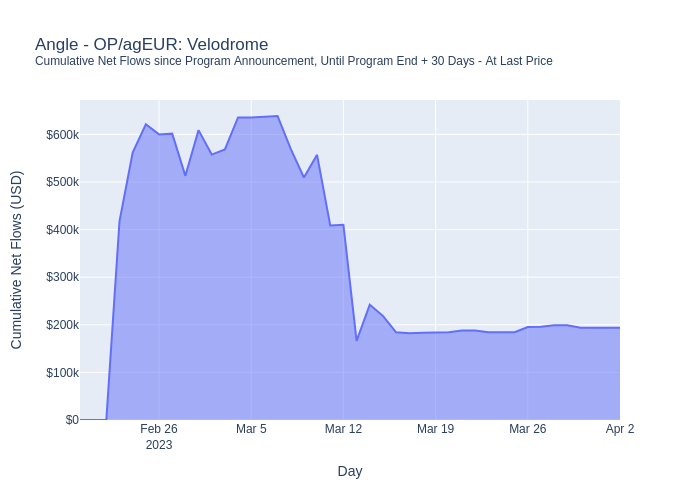 Angle - OP/agEUR: Velodrome
Cumulative Net Flows since Program Announcement, Until Program End + 30 Days - At Last Price
Cumulative Net Flows (USD)
$600k
$500k
$400k
$300k
$200k
$100k
$0
Feb 26
2023
Mar 5
Mar 12
Mar 19
Mar 26
Apr 2
Day